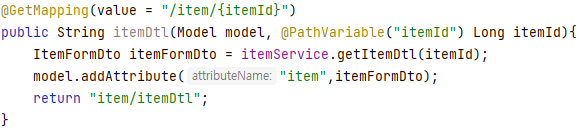 @GetMapping(value = "/item/{itemId}")
public String itemDtl(Model model, @PathVariable("itemId") Long itemId){
    ItemFormDto itemFormDto = itemService.getItemDtl(itemId);
    model.addAttribute( attributeName: "item",itemFormDto);
    return "item/itemDtl";
}